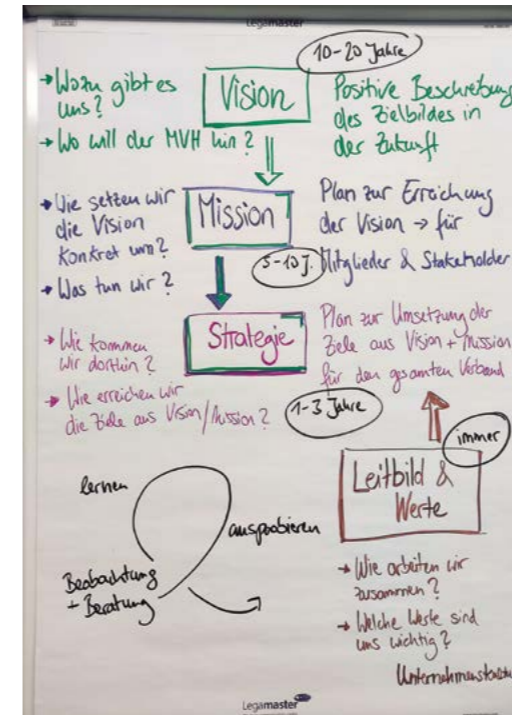 Legamaster
10-20 Jahre
→ Wozu gibt es
uns?
→ Wo will der MVH hin?
Vision
Positive Beschreibung
des Zielbildes in
der Zukunft
→ Wie setzen wir
die Vision
konkret um?
→ Was tun wir?
Mission
5-10 J.
Plan zur Erreichung
der Vision → für
Mitglieder & Stakeholder
→ Wie kommen
wir dorthin?
→ Wie erreichen wir
die Ziele aus Vision/Mission?
Strategie
1-3 Jahre
Plan zur Umsetzung der
Ziele aus Vision + Mission
für den gesamten Verband
immer
Leitbild &
Werte
→ Wie arbeiten wir
zusammen?
→ Welche Werte sind
uns wichtig?
lernen
ausprobieren
Beobachtung
+ Beratung
Legamaster